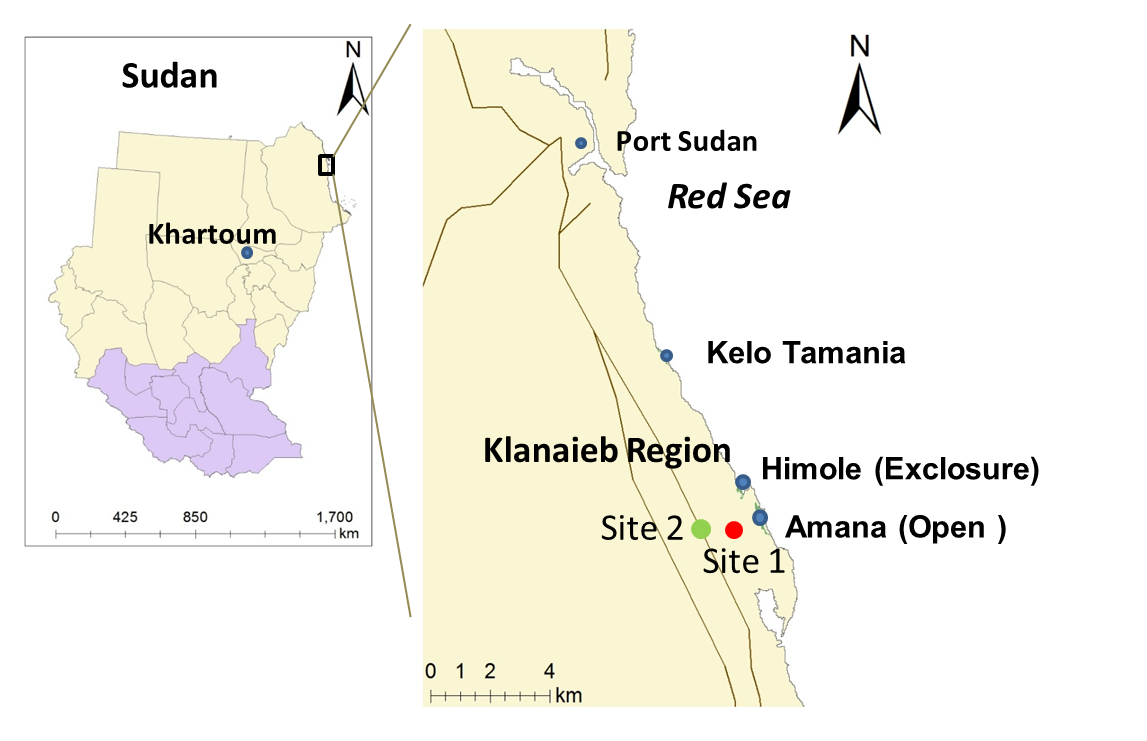 N
Sudan
Khartoum
0 425 850 1,700
km
N
Port Sudan
Red Sea
Kelo Tamania
Klanaieb Region
Himole (Exclosure)
Site 2
Amana (Open )
Site 1
0 1 2 4
km